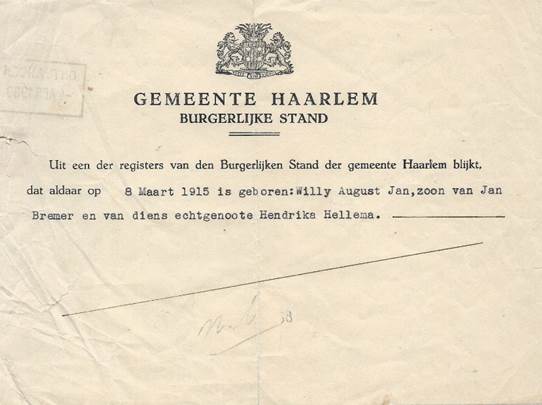 GEMEENTE HAARLEM
BURGERLIJKE STAND
Uit een der registers van den Burgerlijken Stand der gemeente Haarlem blijkt,
dat aldaar op 8 Maart 1915 is geboren:Willy August Jan,zoon van Jan
Bremer en van diens echtgenoote Hendrika Hellema.